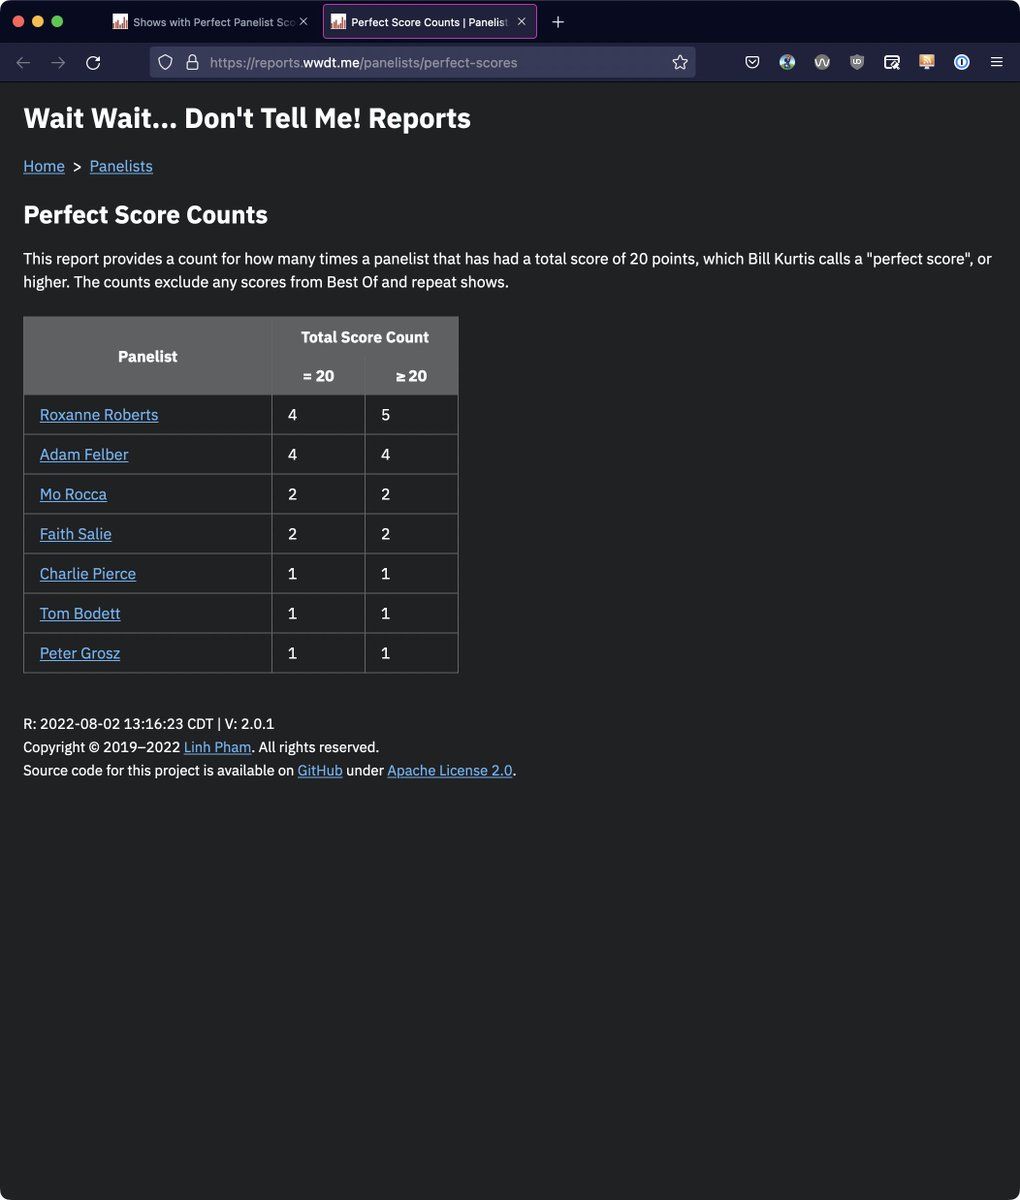 Shows with Perfect Panelist Sco
Perfect Score Counts | Panelist
https://reports.wwdt.me/panelists/perfect-scores
Wait Wait... Don't Tell Me! Reports
Home > Panelists
Perfect Score Counts
This report provides a count for how many times a panelist that has had a total score of 20 points, which Bill Kurtis calls a "perfect score", or
higher. The counts exclude any scores from Best Of and repeat shows.
Panelist Total Score Count
= 20 ≥ 20
Roxanne Roberts 4 5
Adam Felber 4 4
Mo Rocca 2 2
Faith Salie 2 2
Charlie Pierce 1 1
Tom Bodett 1 1
Peter Grosz 1 1
R: 2022-08-02 13:16:23 CDT | V: 2.0.1
Copyright © 2019–2022 Linh Pham. All rights reserved.
Source code for this project is available on GitHub under Apache License 2.0.